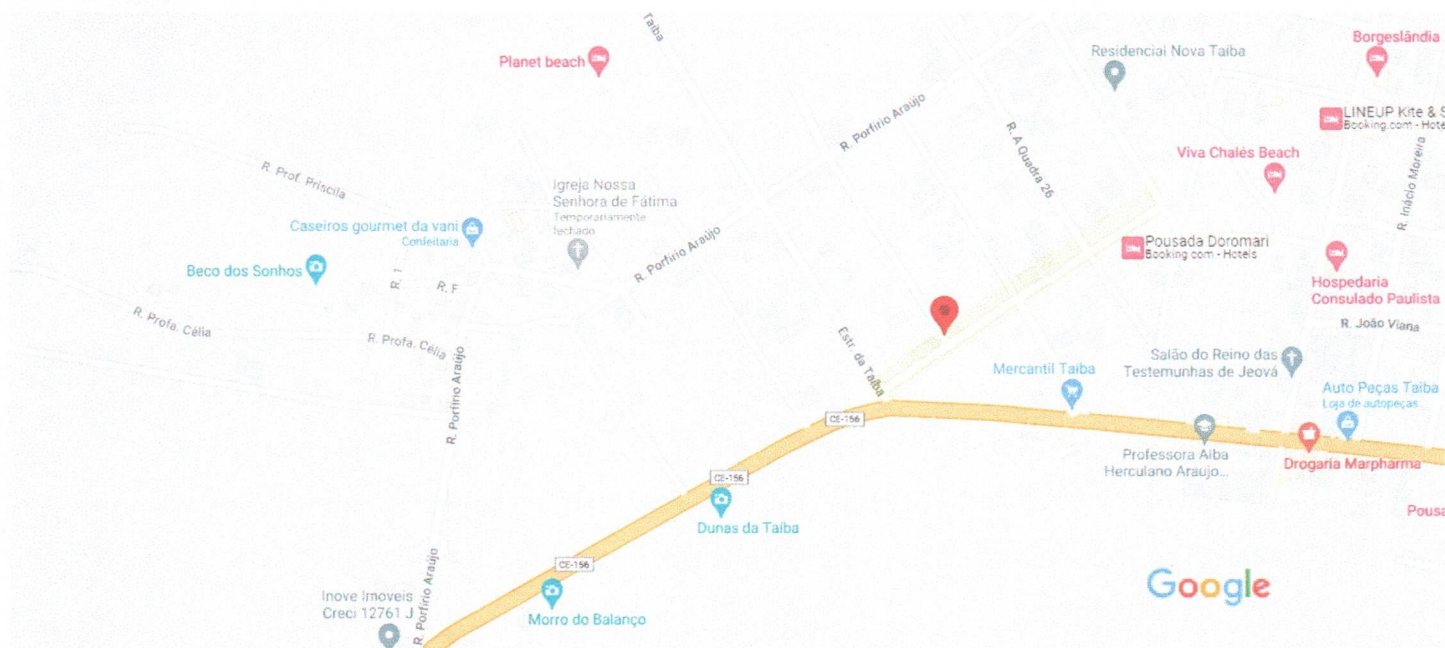 Taíba
Planet beach
Residencial Nova Taíba
Borgeslândia
LINEUP Kite & S
Booking.com - Hote
R. Porfírio Araújo
R. A Quadra 26
Viva Chalés Beach
R. Inácio Moreira
R. Prof. Priscila
Igreja Nossa
Senhora de Fátima
Temporariamente
fechado
Caseiros gourmet da vani
Confeitaria
Beco dos Sonhos
R. 1
R. F
R. Porfírio Araújo
Pousada Doromari
Booking.com - Hotels
Hospedaria
Consulado Paulista
R. João Viana
R. Profa. Célia
R. Profa. Célia
R. Porfírio Araújo
Estr. da Taíba
Mercantil Taíba
Salão do Reino das
Testemunhas de Jeová
Auto Peças Taíba
Loja de autopeças
CE-156
Professora Alba
Herculano Araujo...
Drogaria Marpharma
CE-156
Dunas da Taíba
Pousa
CE-156
R. Porfírio Araújo
Inove Imoveis
Creci 12761 J
Morro do Balanço
Google